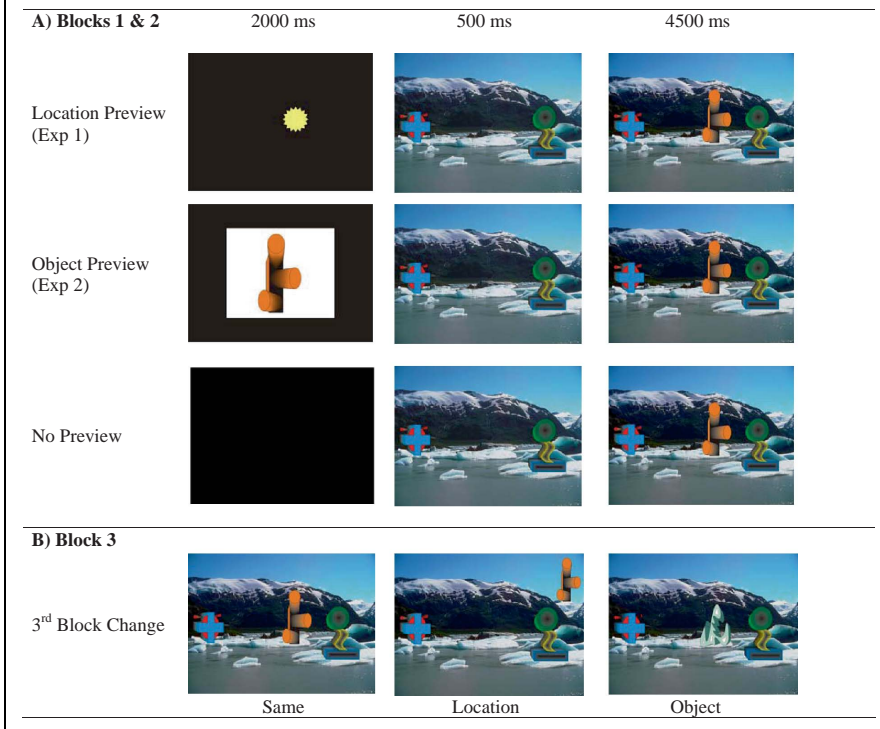 A) Blocks 1 & 2 2000 ms 500 ms 4500 ms
Location Preview
(Exp 1)
Object Preview
(Exp 2)
No Preview
B) Block 3
3rd Block Change
Same Location Object